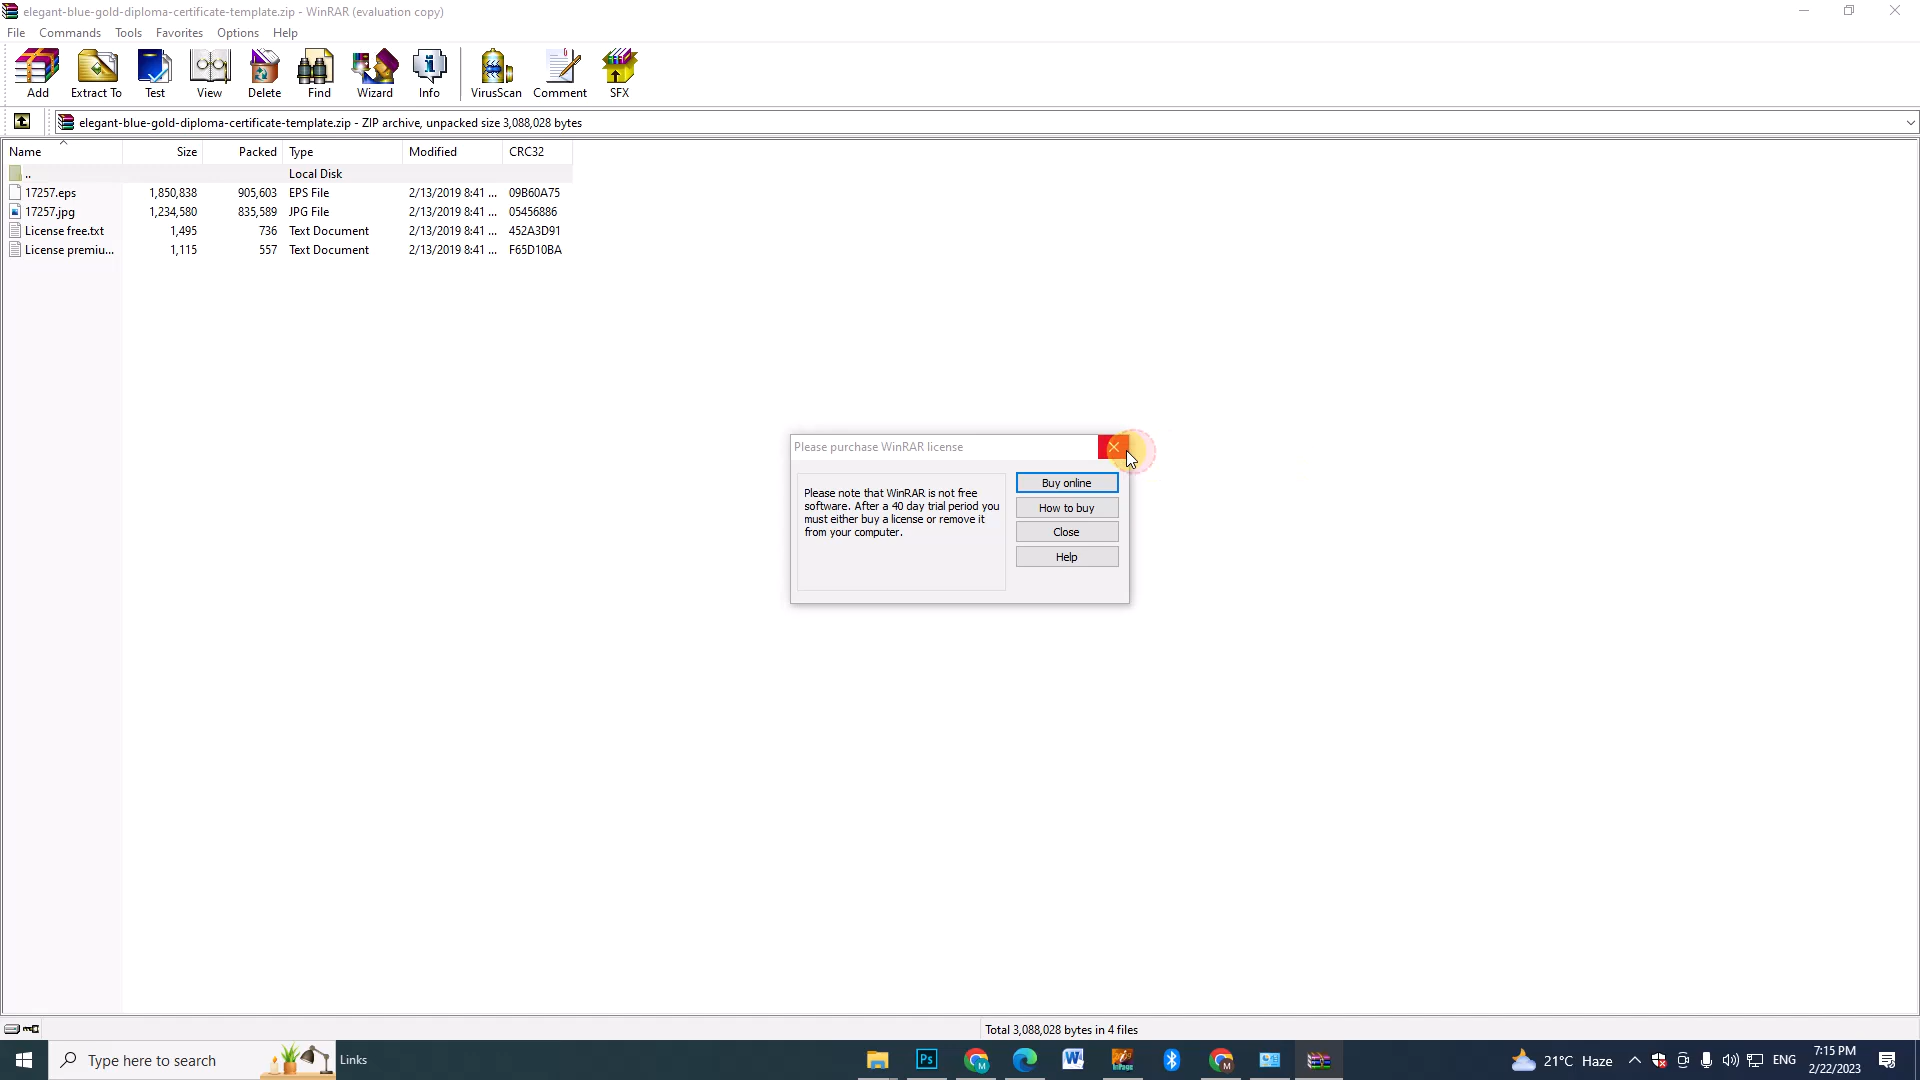 elegant-blue-gold-diploma-certificate-template.zip - WinRAR (evaluation copy)
File Commands Tools Favorites Options Help
Add Extract To Test View Delete Find Wizard Info VirusScan Comment SFX
elegant-blue-gold-diploma-certificate-template.zip - ZIP archive, unpacked size 3,088,028 bytes
Name Size Packed Type Modified CRC32
.. Local Disk
17257.eps 1,850,838 905,603 EPS File 2/13/2019 8:41 ... 09B60A75
17257.jpg 1,234,580 835,589 JPG File 2/13/2019 8:41 ... 05456886
License free.txt 1,495 736 Text Document 2/13/2019 8:41 ... 452A3D91
License premiu... 1,115 557 Text Document 2/13/2019 8:41 ... F65D10BA
Please purchase WinRAR license
Please note that WinRAR is not free
software. After a 40 day trial period you
must either buy a license or remove it
from your computer.
Buy online
How to buy
Close
Help
Total 3,088,028 bytes in 4 files
Type here to search
Links
Ps
21°C Haze
ENG
7:15 PM
2/22/2023